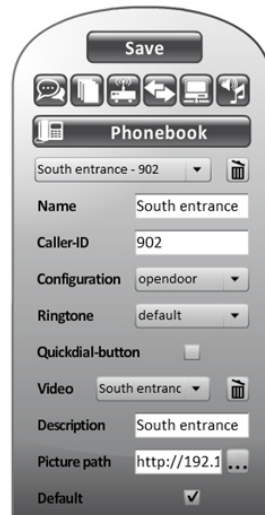 Save
Phonebook
South entrance - 902
Name South entrance
Caller-ID 902
Configuration opendoor
Ringtone default
Quickdial-button
Video South entranc
Description South entrance
Picture path http://192.1 ...
Default